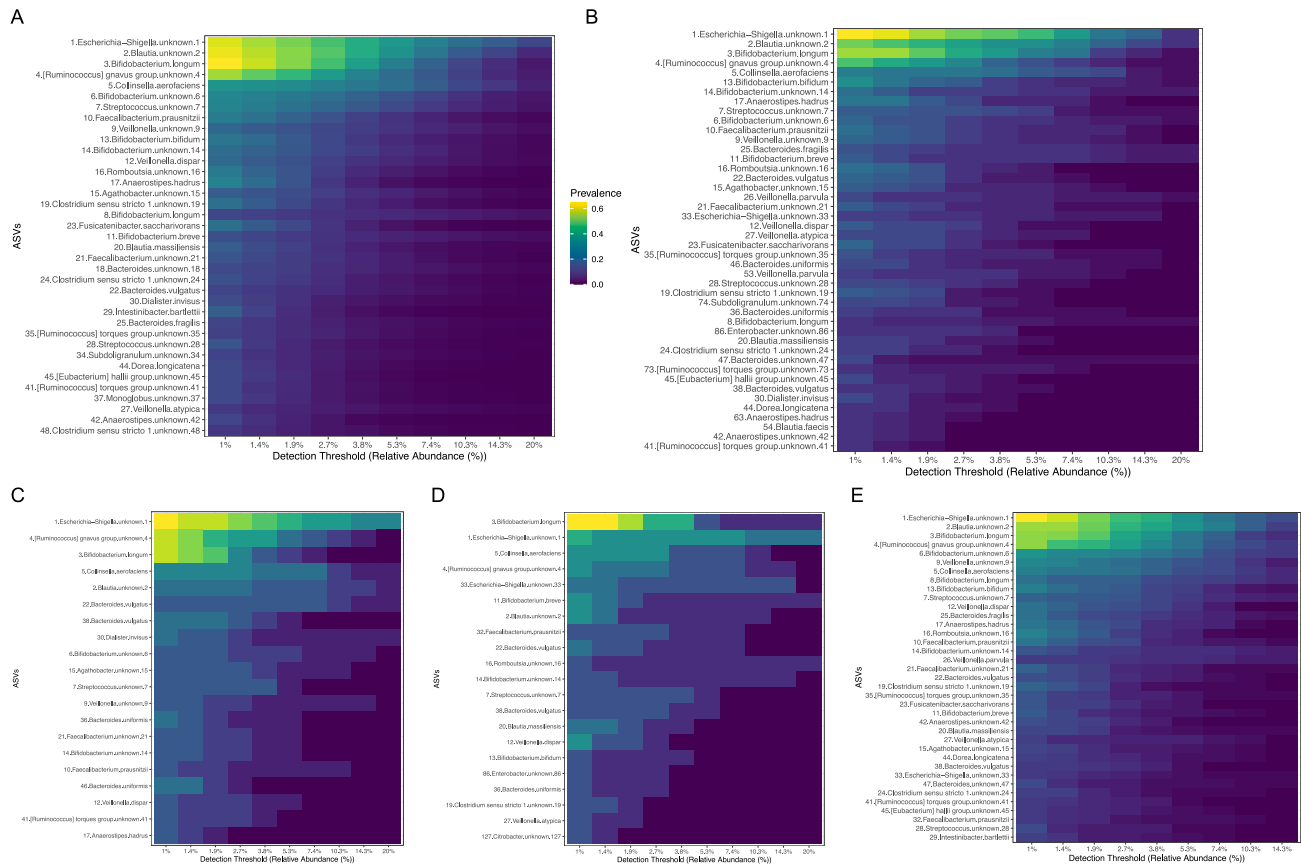 A
1.Escherichia−Shigella.unknown.1
2.Blautia.unknown.2
3.Bifidobacterium.longum
4.[Ruminococcus] gnavus group.unknown.4
5.Collinsella.aerofaciens
6.Bifidobacterium.unknown.6
7.Streptococcus.unknown.7
10.Faecalibacterium.prausnitzii
9.Veillonella.unknown.9
13.Bifidobacterium.bifidum
14.Bifidobacterium.unknown.14
12.Veillonella.dispar
16.Romboutsia.unknown.16
17.Anaerostipes.hadrus
15.Agathobacter.unknown.15
19.Clostridium sensu stricto 1.unknown.19
8.Bifidobacterium.longum
23.Fusicatenibacter.saccharivorans
11.Bifidobacterium.breve
20.Blautia.massiliensis
21.Faecalibacterium.unknown.21
18.Bacteroides.unknown.18
24.Clostridium sensu stricto 1.unknown.24
22.Bacteroides.vulgatus
30.Dialister.invisus
29.Intestinibacter.bartlettii
25.Bacteroides.fragilis
35.[Ruminococcus] torques group.unknown.35
28.Streptococcus.unknown.28
34.Subdoligranulum.unknown.34
44.Dorea.longicatena
45.[Eubacterium] hallii group.unknown.45
41.[Ruminococcus] torques group.unknown.41
37.Monoglobus.unknown.37
27.Veillonella.atypica
42.Anaerostipes.unknown.42
48.Clostridium sensu stricto 1.unknown.48
ASVs
1% 1.4% 1.9% 2.7% 3.8% 5.3% 7.4% 10.3% 14.3% 20%
Detection Threshold (Relative Abundance (%))
Prevalence
0.6
0.4
0.2
0.0
B
1.Escherichia−Shigella.unknown.1
2.Blautia.unknown.2
3.Bifidobacterium.longum
4.[Ruminococcus] gnavus group.unknown.4
5.Collinsella.aerofaciens
13.Bifidobacterium.bifidum
14.Bifidobacterium.unknown.14
17.Anaerostipes.hadrus
7.Streptococcus.unknown.7
6.Bifidobacterium.unknown.6
10.Faecalibacterium.prausnitzii
9.Veillonella.unknown.9
25.Bacteroides.fragilis
11.Bifidobacterium.breve
16.Romboutsia.unknown.16
22.Bacteroides.vulgatus
15.Agathobacter.unknown.15
26.Veillonella.parvula
21.Faecalibacterium.unknown.21
33.Escherichia−Shigella.unknown.33
12.Veillonella.dispar
27.Veillonella.atypica
23.Fusicatenibacter.saccharivorans
35.[Ruminococcus] torques group.unknown.35
46.Bacteroides.uniformis
53.Veillonella.parvula
28.Streptococcus.unknown.28
19.Clostridium sensu stricto 1.unknown.19
74.Subdoligranulum.unknown.74
36.Bacteroides.uniformis
8.Bifidobacterium.longum
86.Enterobacter.unknown.86
20.Blautia.massiliensis
24.Clostridium sensu stricto 1.unknown.24
47.Bacteroides.unknown.47
73.[Ruminococcus] torques group.unknown.73
45.[Eubacterium] hallii group.unknown.45
38.Bacteroides.vulgatus
30.Dialister.invisus
44.Dorea.longicatena
63.Anaerostipes.hadrus
54.Blautia.faecis
42.Anaerostipes.unknown.42
41.[Ruminococcus] torques group.unknown.41
ASVs
1% 1.4% 1.9% 2.7% 3.8% 5.3% 7.4% 10.3% 14.3% 20%
Detection Threshold (Relative Abundance (%))
C
1.Escherichia−Shigella.unknown.1
4.[Ruminococcus] gnavus group.unknown.4
3.Bifidobacterium.longum
5.Collinsella.aerofaciens
2.Blautia.unknown.2
22.Bacteroides.vulgatus
38.Bacteroides.vulgatus
30.Dialister.invisus
6.Bifidobacterium.unknown.6
15.Agathobacter.unknown.15
7.Streptococcus.unknown.7
9.Veillonella.unknown.9
36.Bacteroides.uniformis
21.Faecalibacterium.unknown.21
14.Bifidobacterium.unknown.14
10.Faecalibacterium.prausnitzii
46.Bacteroides.uniformis
12.Veillonella.dispar
41.[Ruminococcus] torques group.unknown.41
17.Anaerostipes.hadrus
ASVs
1% 1.4% 1.9% 2.7% 3.8% 5.3% 7.4% 10.3% 14.3% 20%
Detection Threshold (Relative Abundance (%))
D
3.Bifidobacterium.longum
1.Escherichia−Shigella.unknown.1
5.Collinsella.aerofaciens
4.[Ruminococcus] gnavus group.unknown.4
33.Escherichia−Shigella.unknown.33
11.Bifidobacterium.breve
2.Blautia.unknown.2
32.Faecalibacterium.prausnitzii
22.Bacteroides.vulgatus
16.Romboutsia.unknown.16
14.Bifidobacterium.unknown.14
7.Streptococcus.unknown.7
38.Bacteroides.vulgatus
20.Blautia.massiliensis
12.Veillonella.dispar
13.Bifidobacterium.bifidum
86.Enterobacter.unknown.86
36.Bacteroides.uniformis
19.Clostridium sensu stricto 1.unknown.19
27.Veillonella.atypica
127.Citrobacter.unknown.127
ASVs
1% 1.4% 1.9% 2.7% 3.8% 5.3% 7.4% 10.3% 14.3% 20%
Detection Threshold (Relative Abundance (%))
E
1.Escherichia−Shigella.unknown.1
2.Blautia.unknown.2
3.Bifidobacterium.longum
4.[Ruminococcus] gnavus group.unknown.4
6.Bifidobacterium.unknown.6
9.Veillonella.unknown.9
5.Collinsella.aerofaciens
8.Bifidobacterium.longum
13.Bifidobacterium.bifidum
7.Streptococcus.unknown.7
12.Veillonella.dispar
25.Bacteroides.fragilis
17.Anaerostipes.hadrus
16.Romboutsia.unknown.16
10.Faecalibacterium.prausnitzii
14.Bifidobacterium.unknown.14
26.Veillonella.parvula
21.Faecalibacterium.unknown.21
22.Bacteroides.vulgatus
19.Clostridium sensu stricto 1.unknown.19
35.[Ruminococcus] torques group.unknown.35
23.Fusicatenibacter.saccharivorans
11.Bifidobacterium.breve
42.Anaerostipes.unknown.42
20.Blautia.massiliensis
27.Veillonella.atypica
15.Agathobacter.unknown.15
44.Dorea.longicatena
38.Bacteroides.vulgatus
33.Escherichia−Shigella.unknown.33
47.Bacteroides.unknown.47
24.Clostridium sensu stricto 1.unknown.24
41.[Ruminococcus] torques group.unknown.41
45.[Eubacterium] hallii group.unknown.45
32.Faecalibacterium.prausnitzii
28.Streptococcus.unknown.28
29.Intestinibacter.bartlettii
ASVs
1% 1.4% 1.9% 2.7% 3.8% 5.3% 7.4% 10.3% 14.3%
Detection Threshold (Relative Abundance (%))